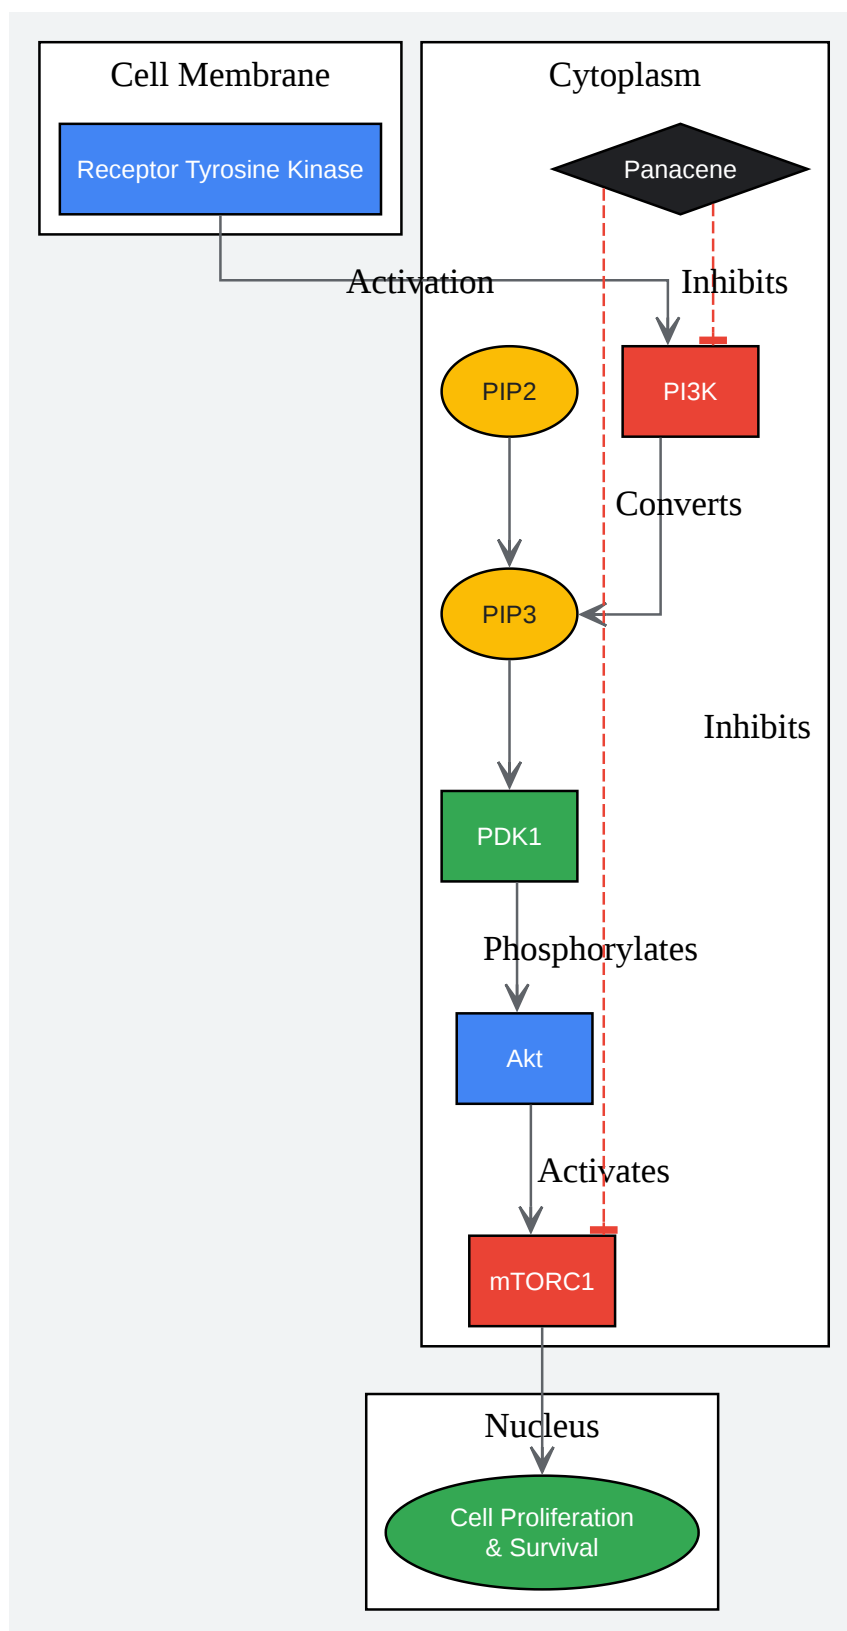 Cell Membrane
Cytoplasm
Receptor Tyrosine Kinase
Panacene
Activation
Inhibits
PIP2
PI3K
Converts
PIP3
Inhibits
PDK1
Phosphorylates
Akt
Activates
mTORC1
Nucleus
Cell Proliferation
& Survival